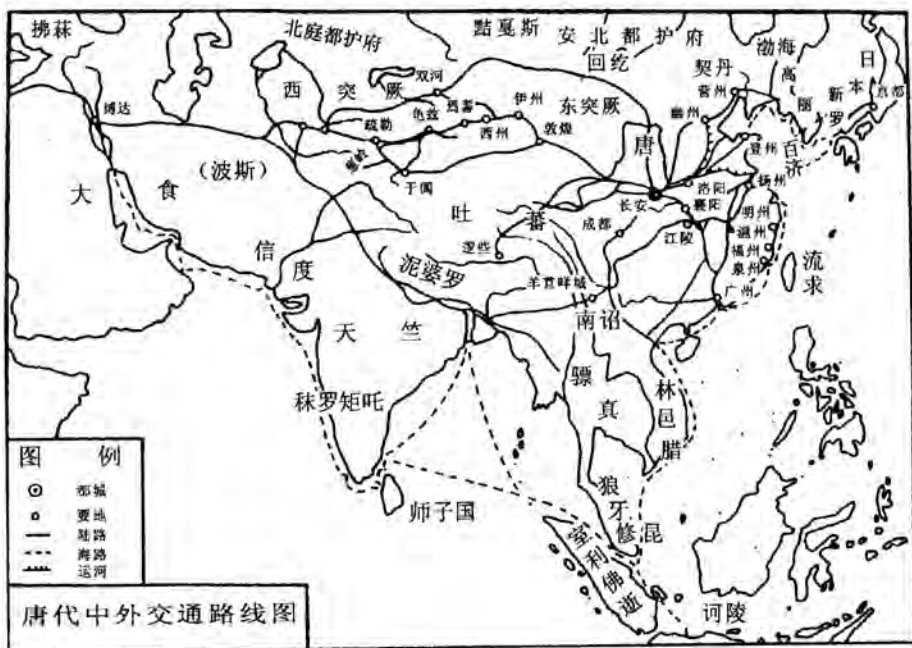 拂菻
北庭都护府
黠戛斯
安北都护府
回纥
渤海
契丹
营州
高丽
新罗
日本
京都
双河
西突厥
东突厥
幽州
缚达
疏勒
龟兹
焉耆
西州
伊州
敦煌
葱岭
于阗
唐
登州
百济
大食
(波斯)
长安
洛阳
襄阳
扬州
吐蕃
成都
江陵
明州
温州
福州
泉州
流求
信度
逻些
泥婆罗
羊苴咩城
南诏
广州
天竺
骠
林邑
秣罗矩吒
真腊
狼牙修
昆
师子国
室利佛逝
诃陵
图 例
都城
要地
陆路
海路
运河
唐代中外交通路线图